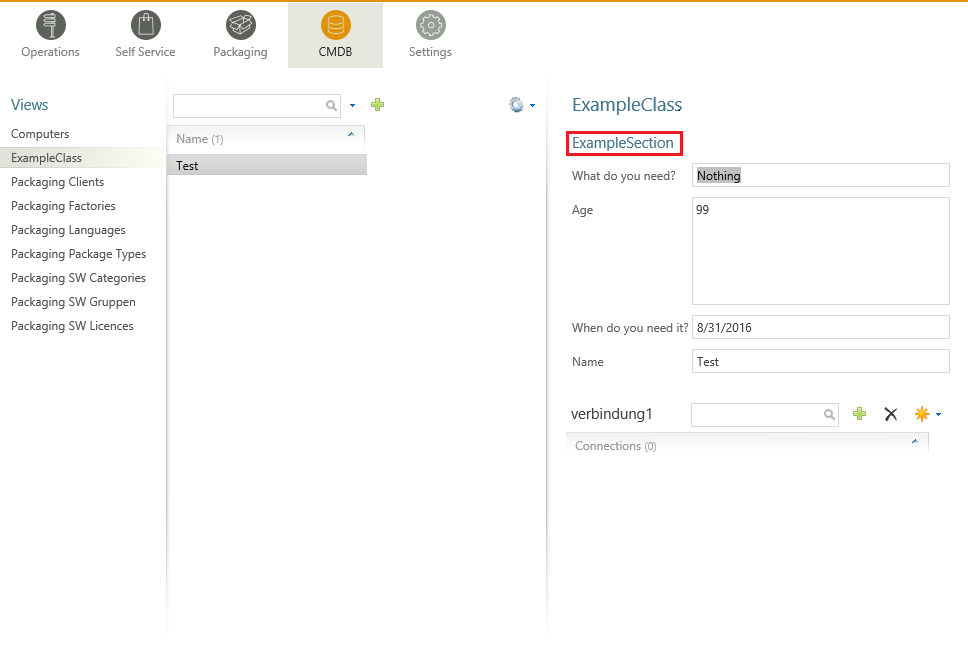 Operations
Self Service
Packaging
CMDB
Settings
Views
Computers
ExampleClass
Packaging Clients
Packaging Factories
Packaging Languages
Packaging Package Types
Packaging SW Categories
Packaging SW Gruppen
Packaging SW Licences
Name (1)
Test
ExampleClass
ExampleSection
What do you need? Nothing
Age 99
When do you need it? 8/31/2016
Name Test
verbindung1
Connections (0)